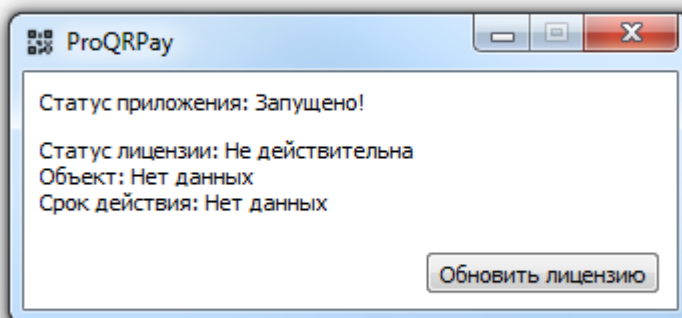 ProQRPay
Статус приложения: Запущено!
Статус лицензии: Не действительна
Объект: Нет данных
Срок действия: Нет данных
Обновить лицензию